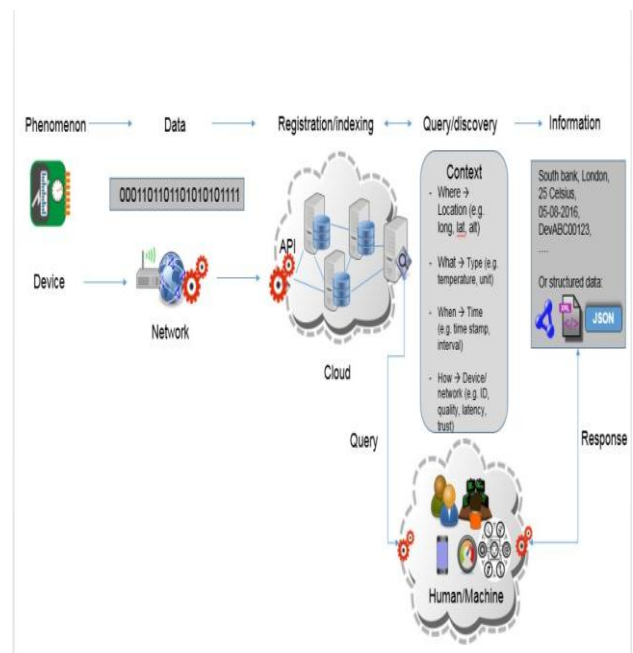 Phenomenon
Data
Registration/indexing
Query/discovery
Information
00011011011010101011111
Device
Network
API
Cloud
Context
- Where →
Location (e.g.
long, lat, alt)
- What → Type (e.g.
temperature, unit)
- When → Time
(e.g. time stamp,
interval)
- How → Device/
network (e.g. ID,
quality, latency,
trust)
South bank, London,
25 Celsius,
05-08-2016,
DevABC00123,
....
Or structured data:
JSON
Query
Response
Human/Machine